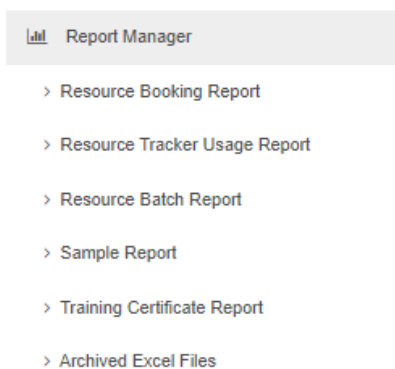 Report Manager
Resource Booking Report
Resource Tracker Usage Report
Resource Batch Report
Sample Report
Training Certificate Report
Archived Excel Files